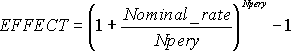 EFFECT = (1 + Nominal_rate / Npery)^Npery − 1